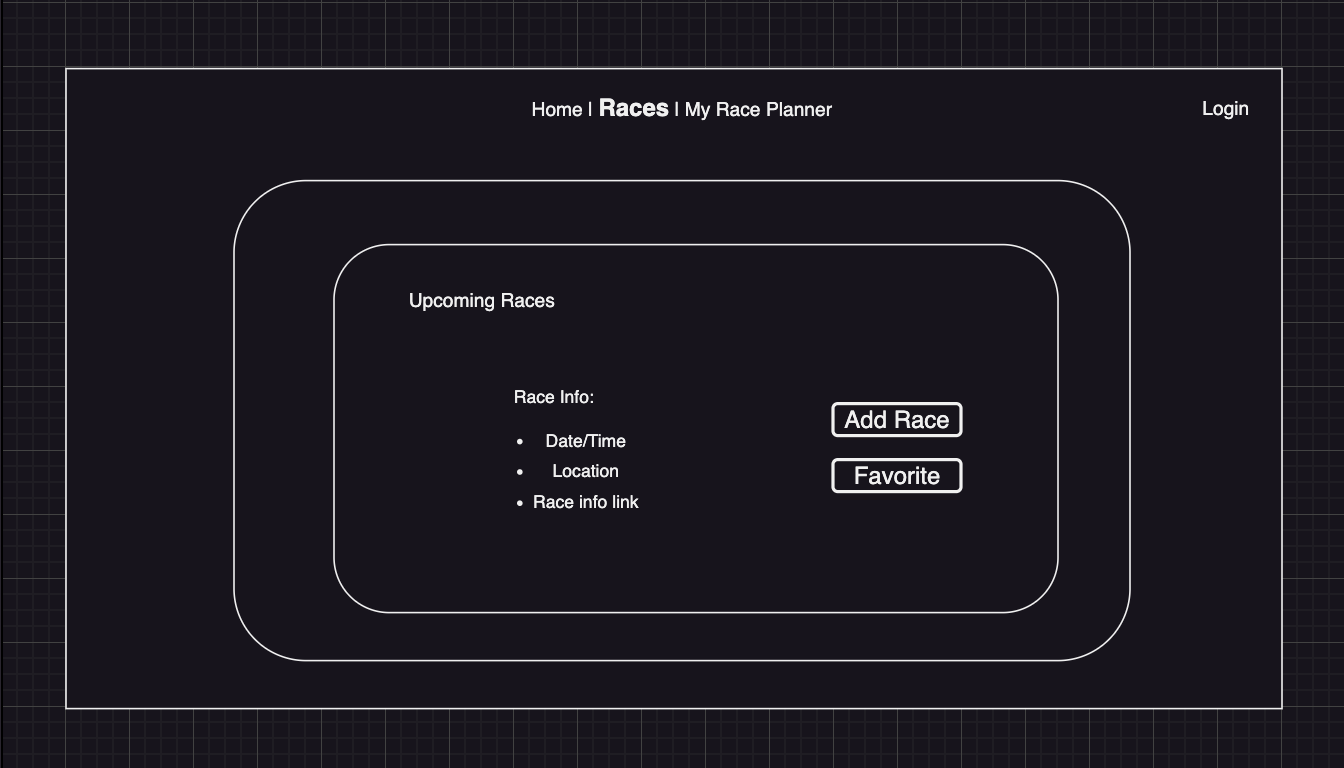 Home | Races | My Race Planner
Login
Upcoming Races
Race Info:
• Date/Time
• Location
• Race info link
Add Race
Favorite